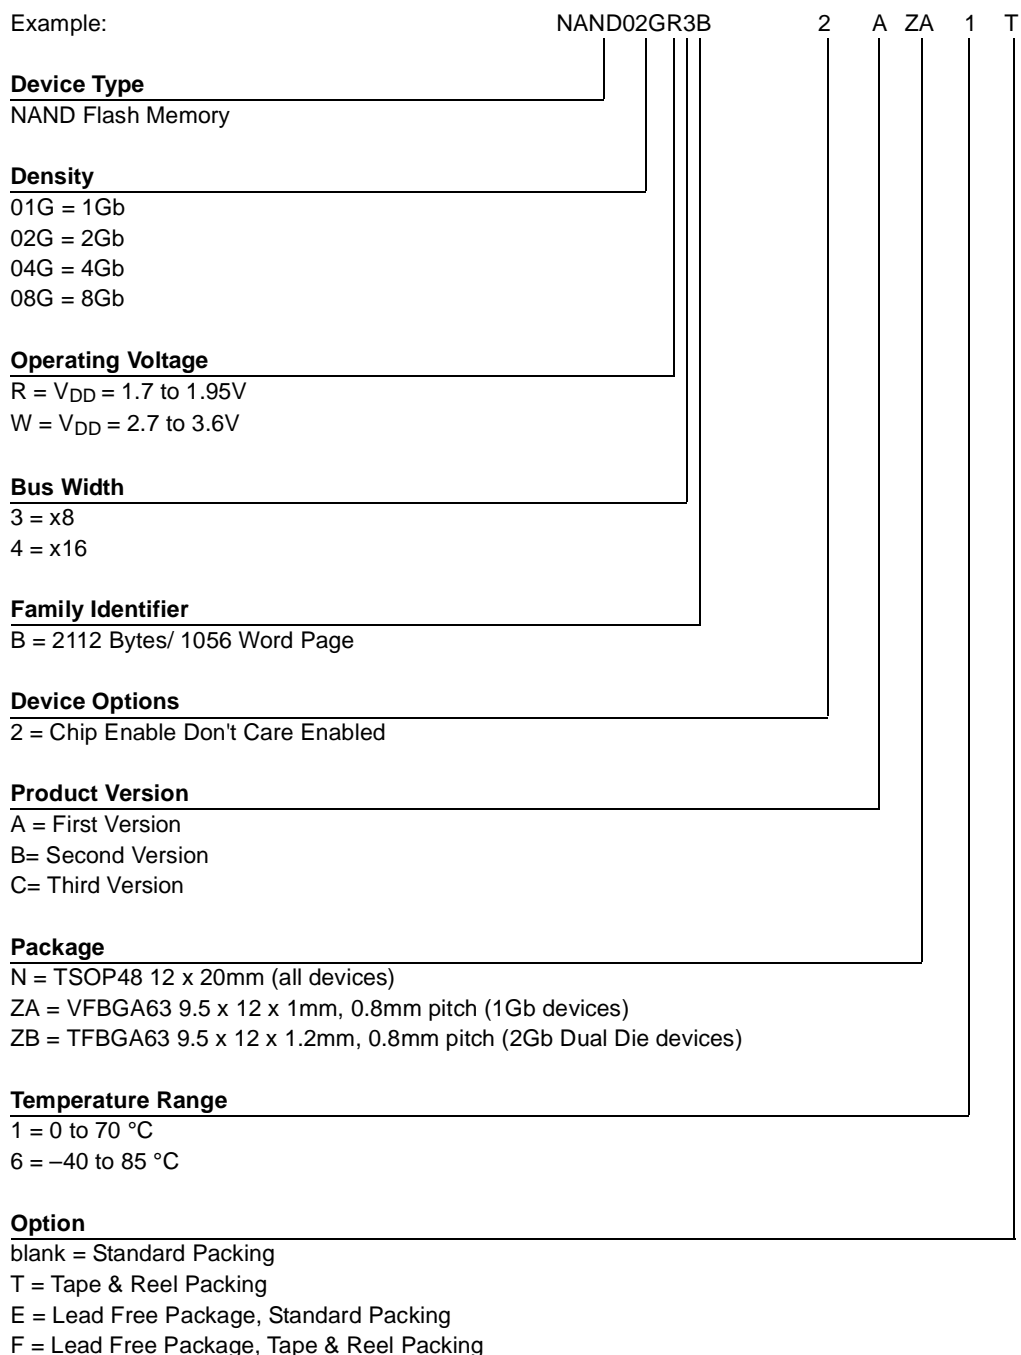 Example: NAND02GR3B 2 A ZA 1 T
Device Type
NAND Flash Memory
Density
01G = 1Gb
02G = 2Gb
04G = 4Gb
08G = 8Gb
Operating Voltage
R = VDD = 1.7 to 1.95V
W = VDD = 2.7 to 3.6V
Bus Width
3 = x8
4 = x16
Family Identifier
B = 2112 Bytes/ 1056 Word Page
Device Options
2 = Chip Enable Don't Care Enabled
Product Version
A = First Version
B= Second Version
C= Third Version
Package
N = TSOP48 12 x 20mm (all devices)
ZA = VFBGA63 9.5 x 12 x 1mm, 0.8mm pitch (1Gb devices)
ZB = TFBGA63 9.5 x 12 x 1.2mm, 0.8mm pitch (2Gb Dual Die devices)
Temperature Range
1 = 0 to 70 °C
6 = –40 to 85 °C
Option
blank = Standard Packing
T = Tape & Reel Packing
E = Lead Free Package, Standard Packing
F = Lead Free Package, Tape & Reel Packing